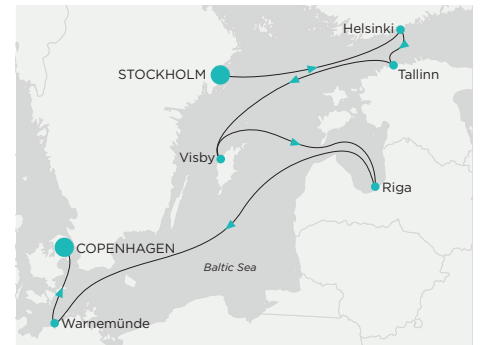 Helsinki
STOCKHOLM
Tallinn
Visby
Riga
COPENHAGEN
Baltic Sea
Warnemünde